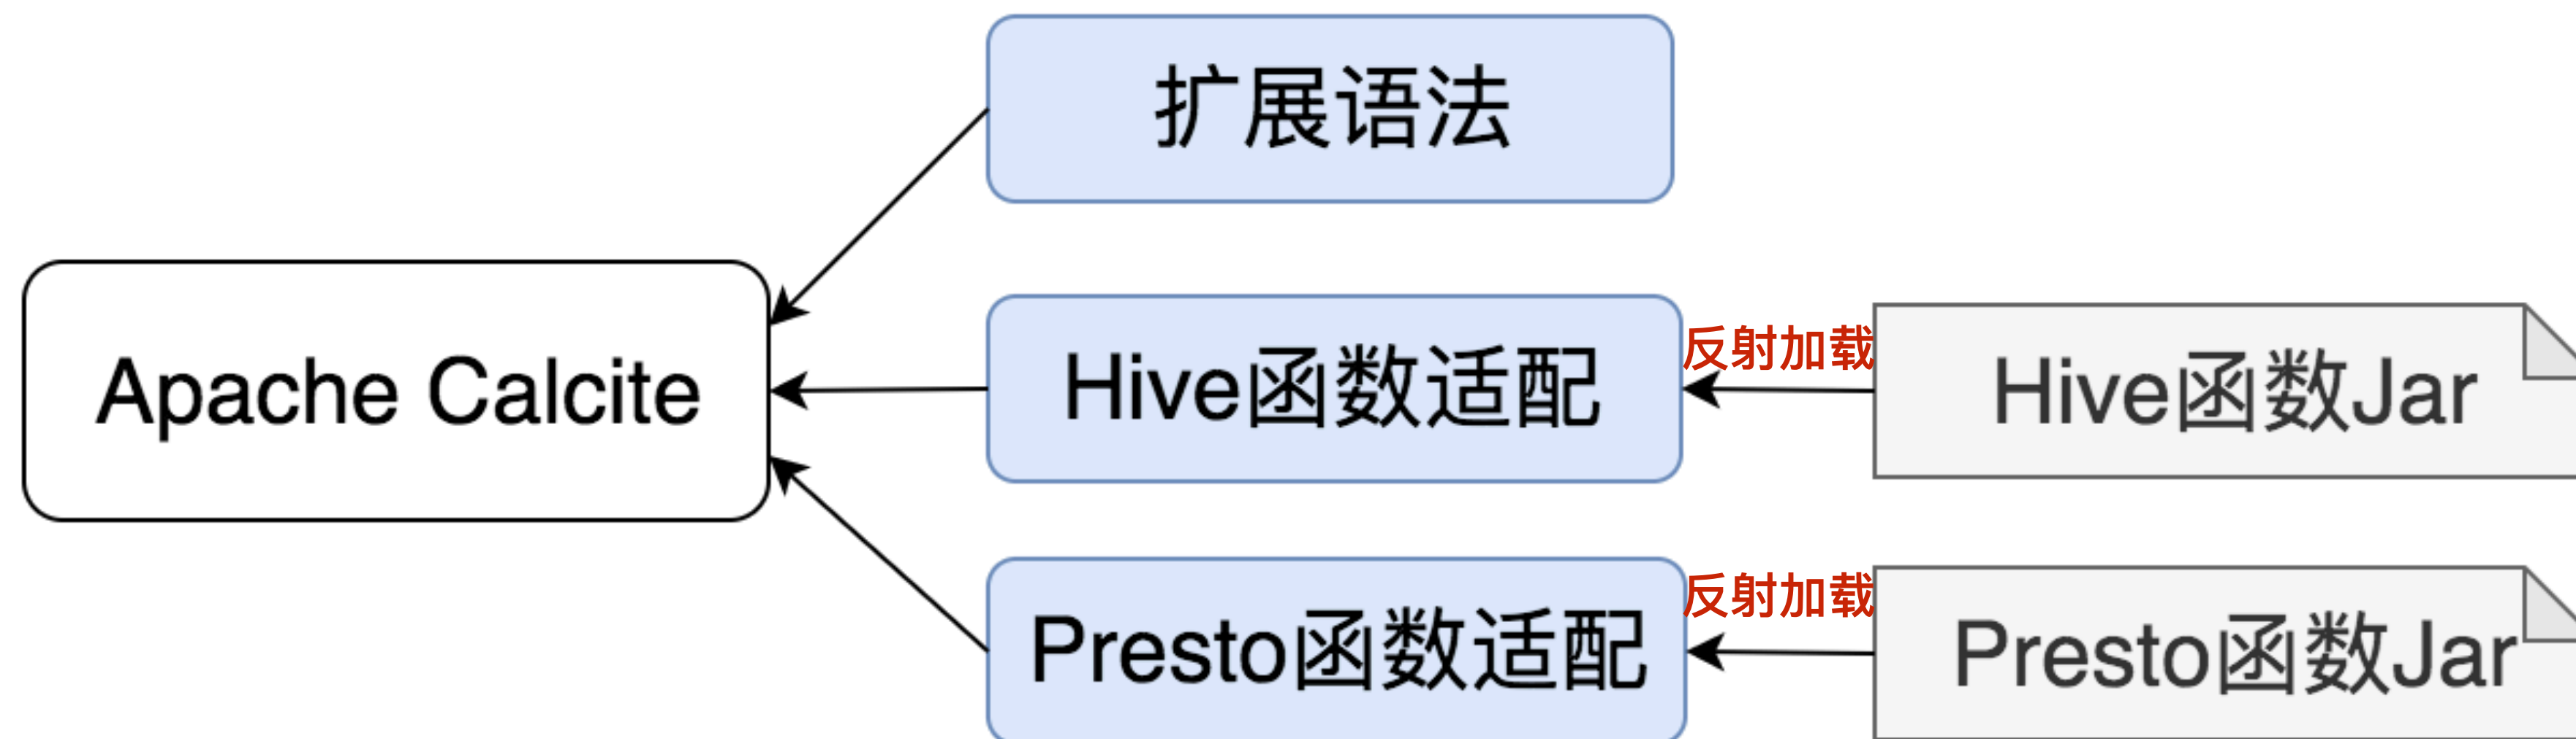 扩展语法
Apache Calcite
Hive函数适配
反射加载
Hive函数Jar
Presto函数适配
反射加载
Presto函数Jar